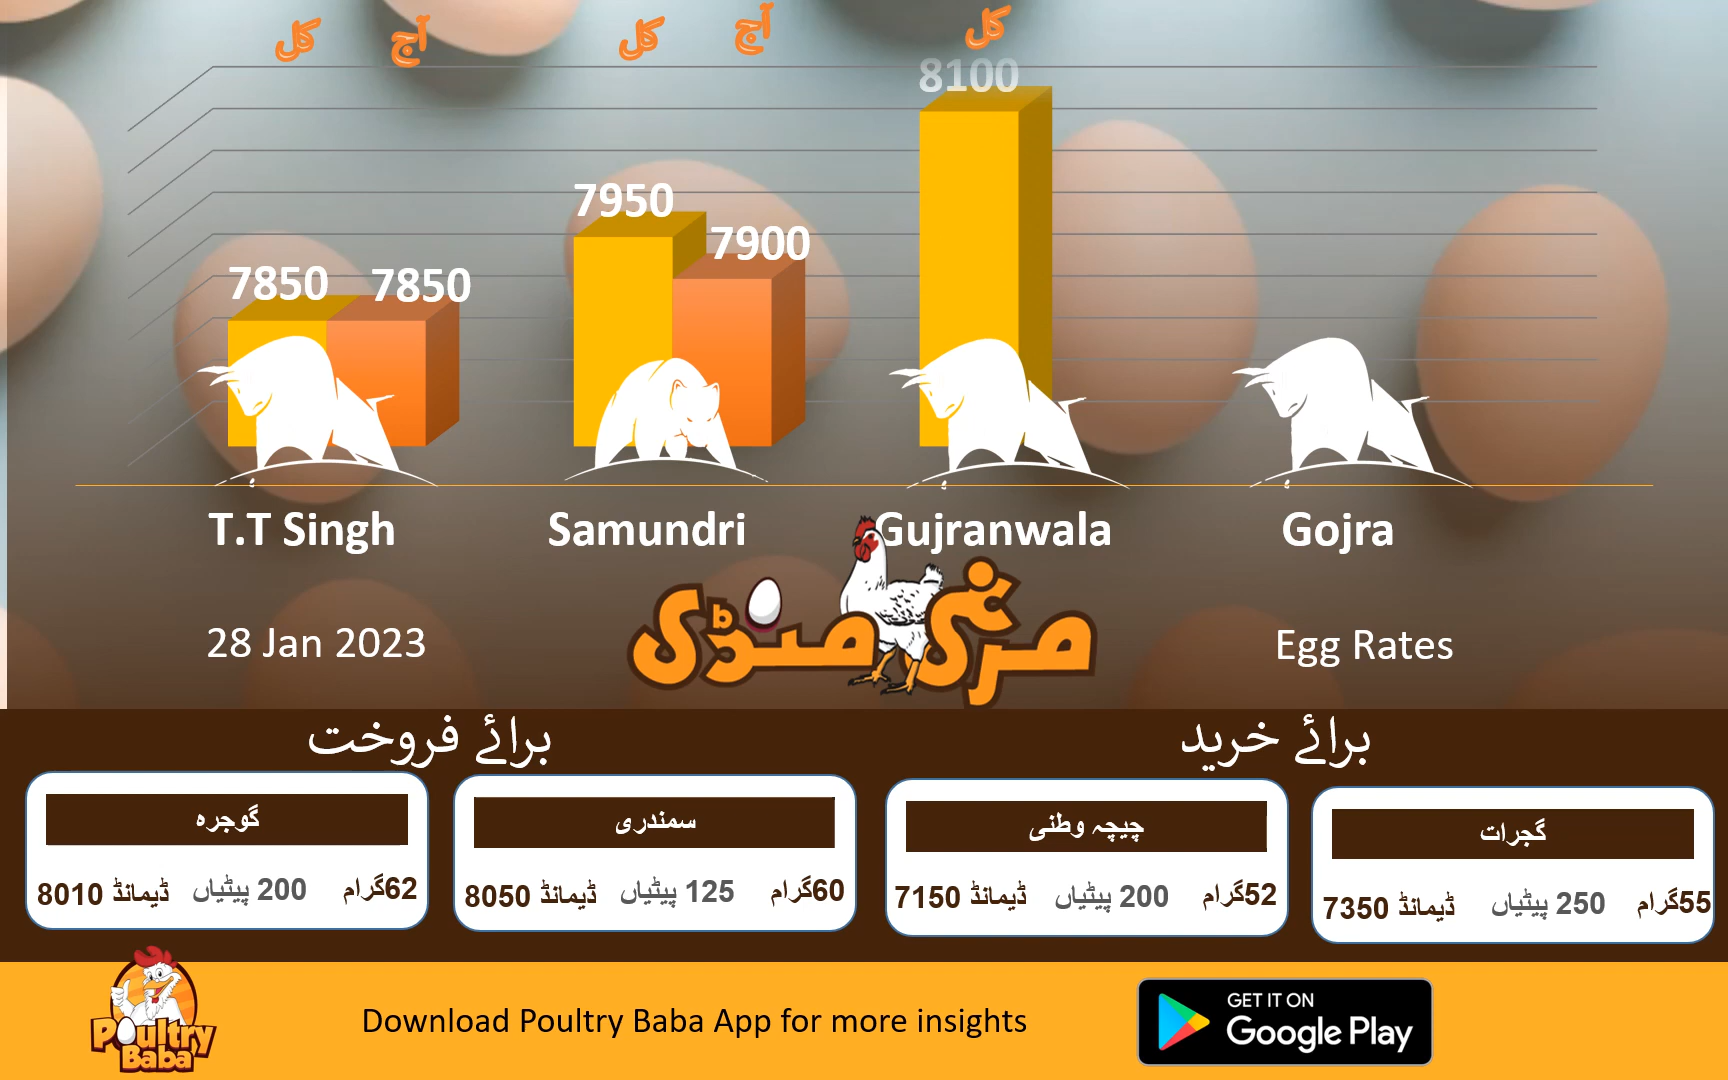 کل آج کل آج کل
8100
7950
7900
7850 7850
T.T Singh Samundri Gujranwala Gojra
مرغی منڈی
28 Jan 2023
Egg Rates
برائے فروخت
برائے خرید
گوجرہ
62گرام 200 پیٹیاں ڈیمانڈ 8010
سمندری
60گرام 125 پیٹیاں ڈیمانڈ 8050
چیچہ وطنی
52گرام 200 پیٹیاں ڈیمانڈ 7150
گجرات
55گرام 250 پیٹیاں ڈیمانڈ 7350
Poultry
Baba
Download Poultry Baba App for more insights
GET IT ON
Google Play